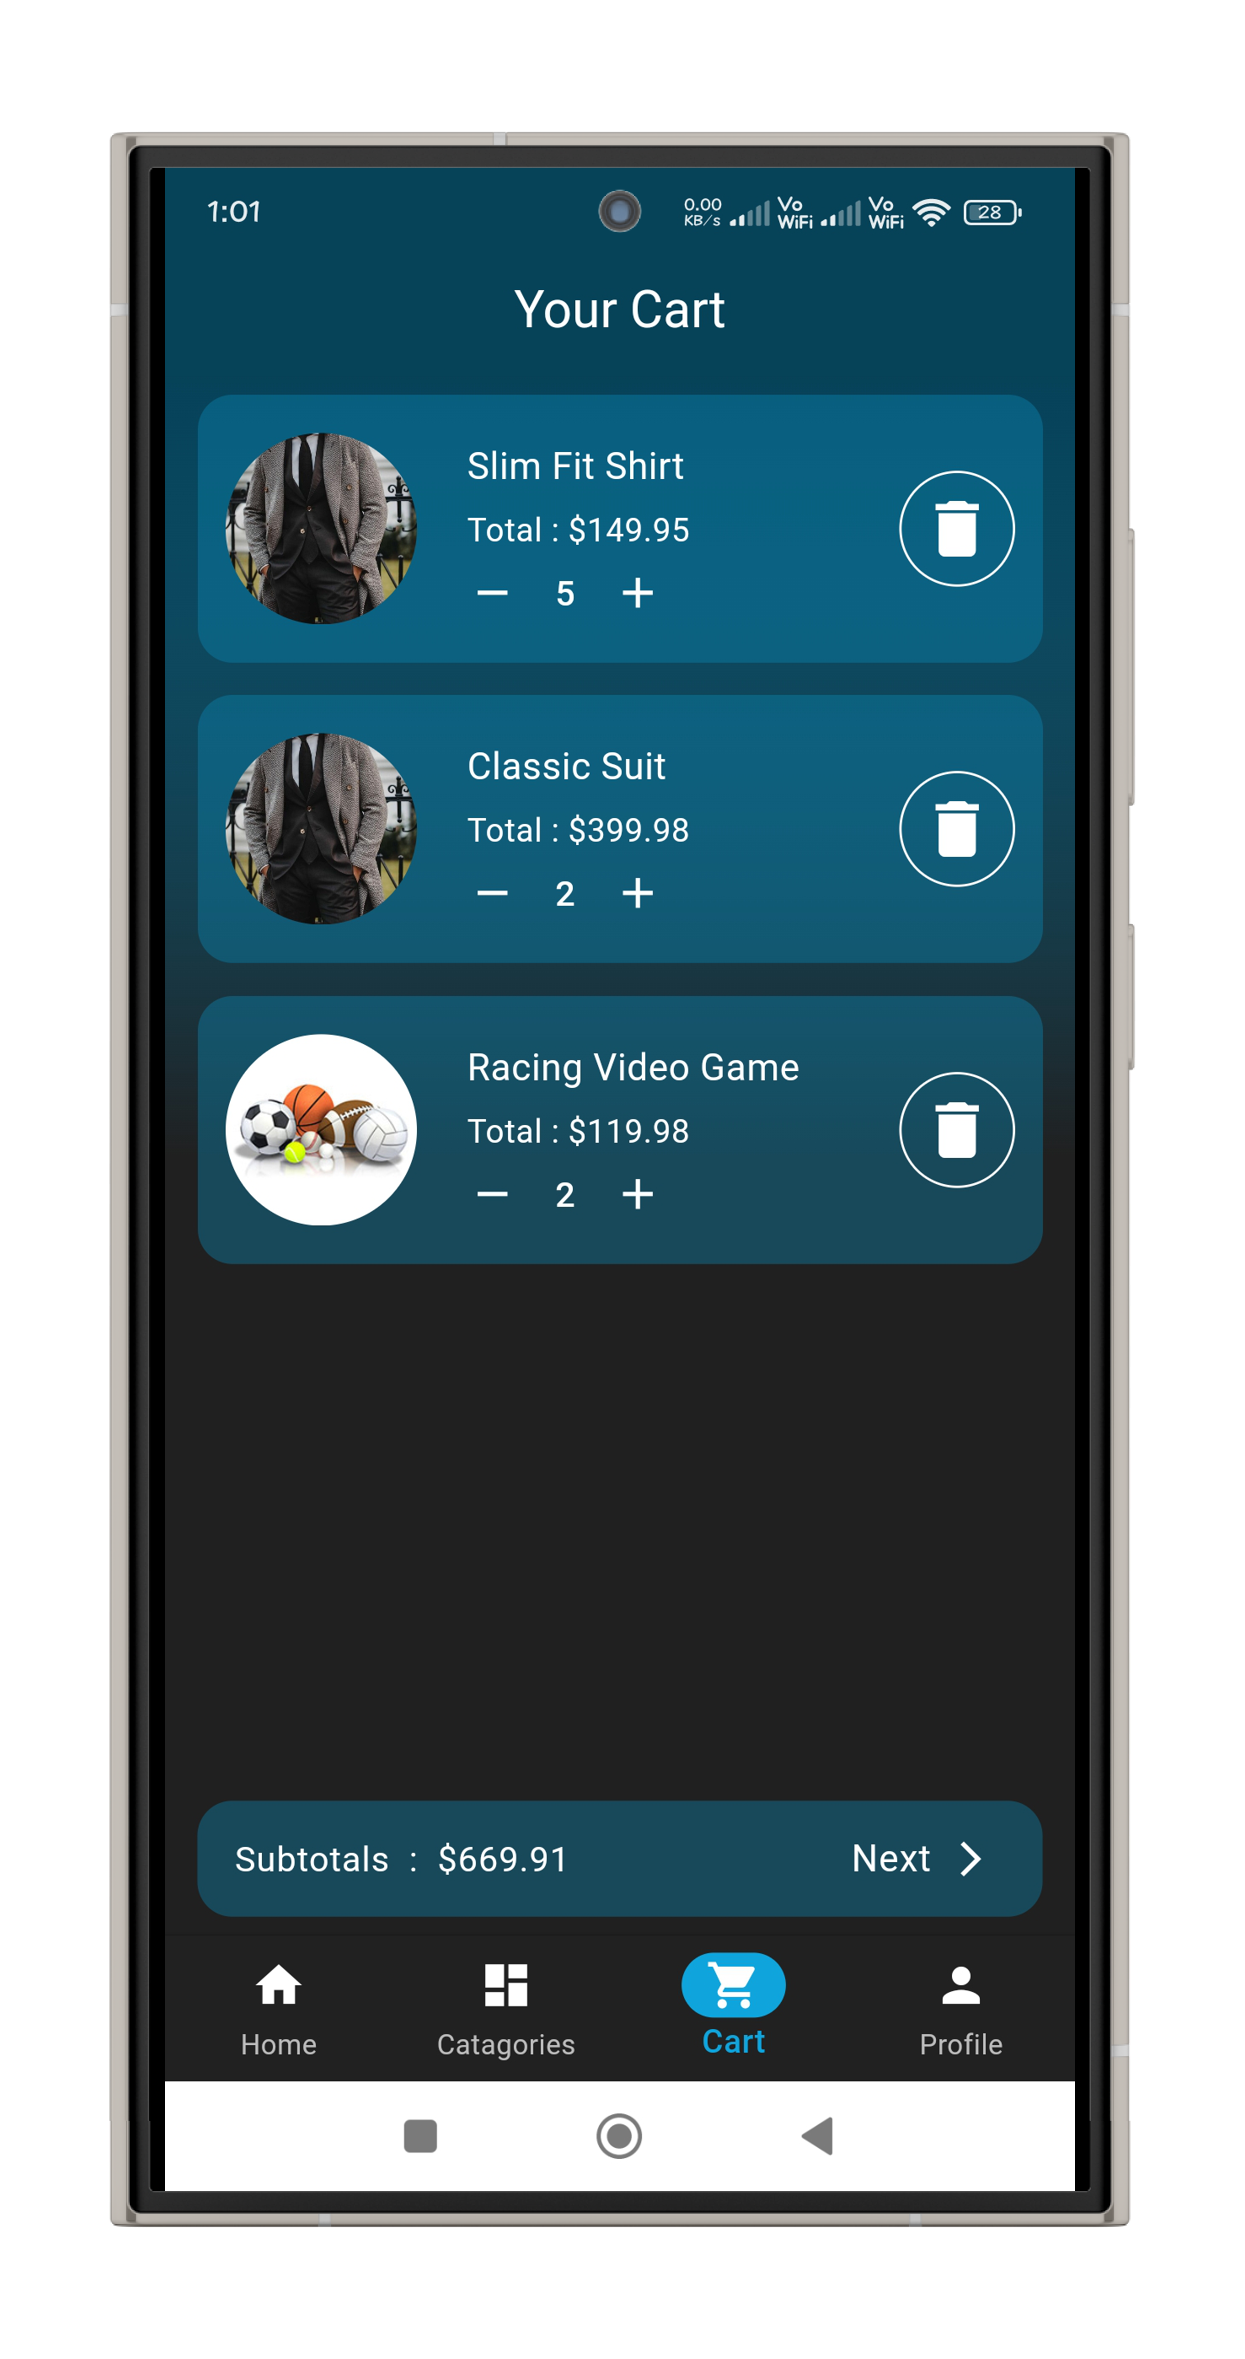 1:01
0.00
KB/s
Vo
WiFi
Vo
WiFi
28
Your Cart
Slim Fit Shirt
Total : $149.95
5
Classic Suit
Total : $399.98
2
Racing Video Game
Total : $119.98
2
Subtotals : $669.91
Next
Home
Catagories
Cart
Profile